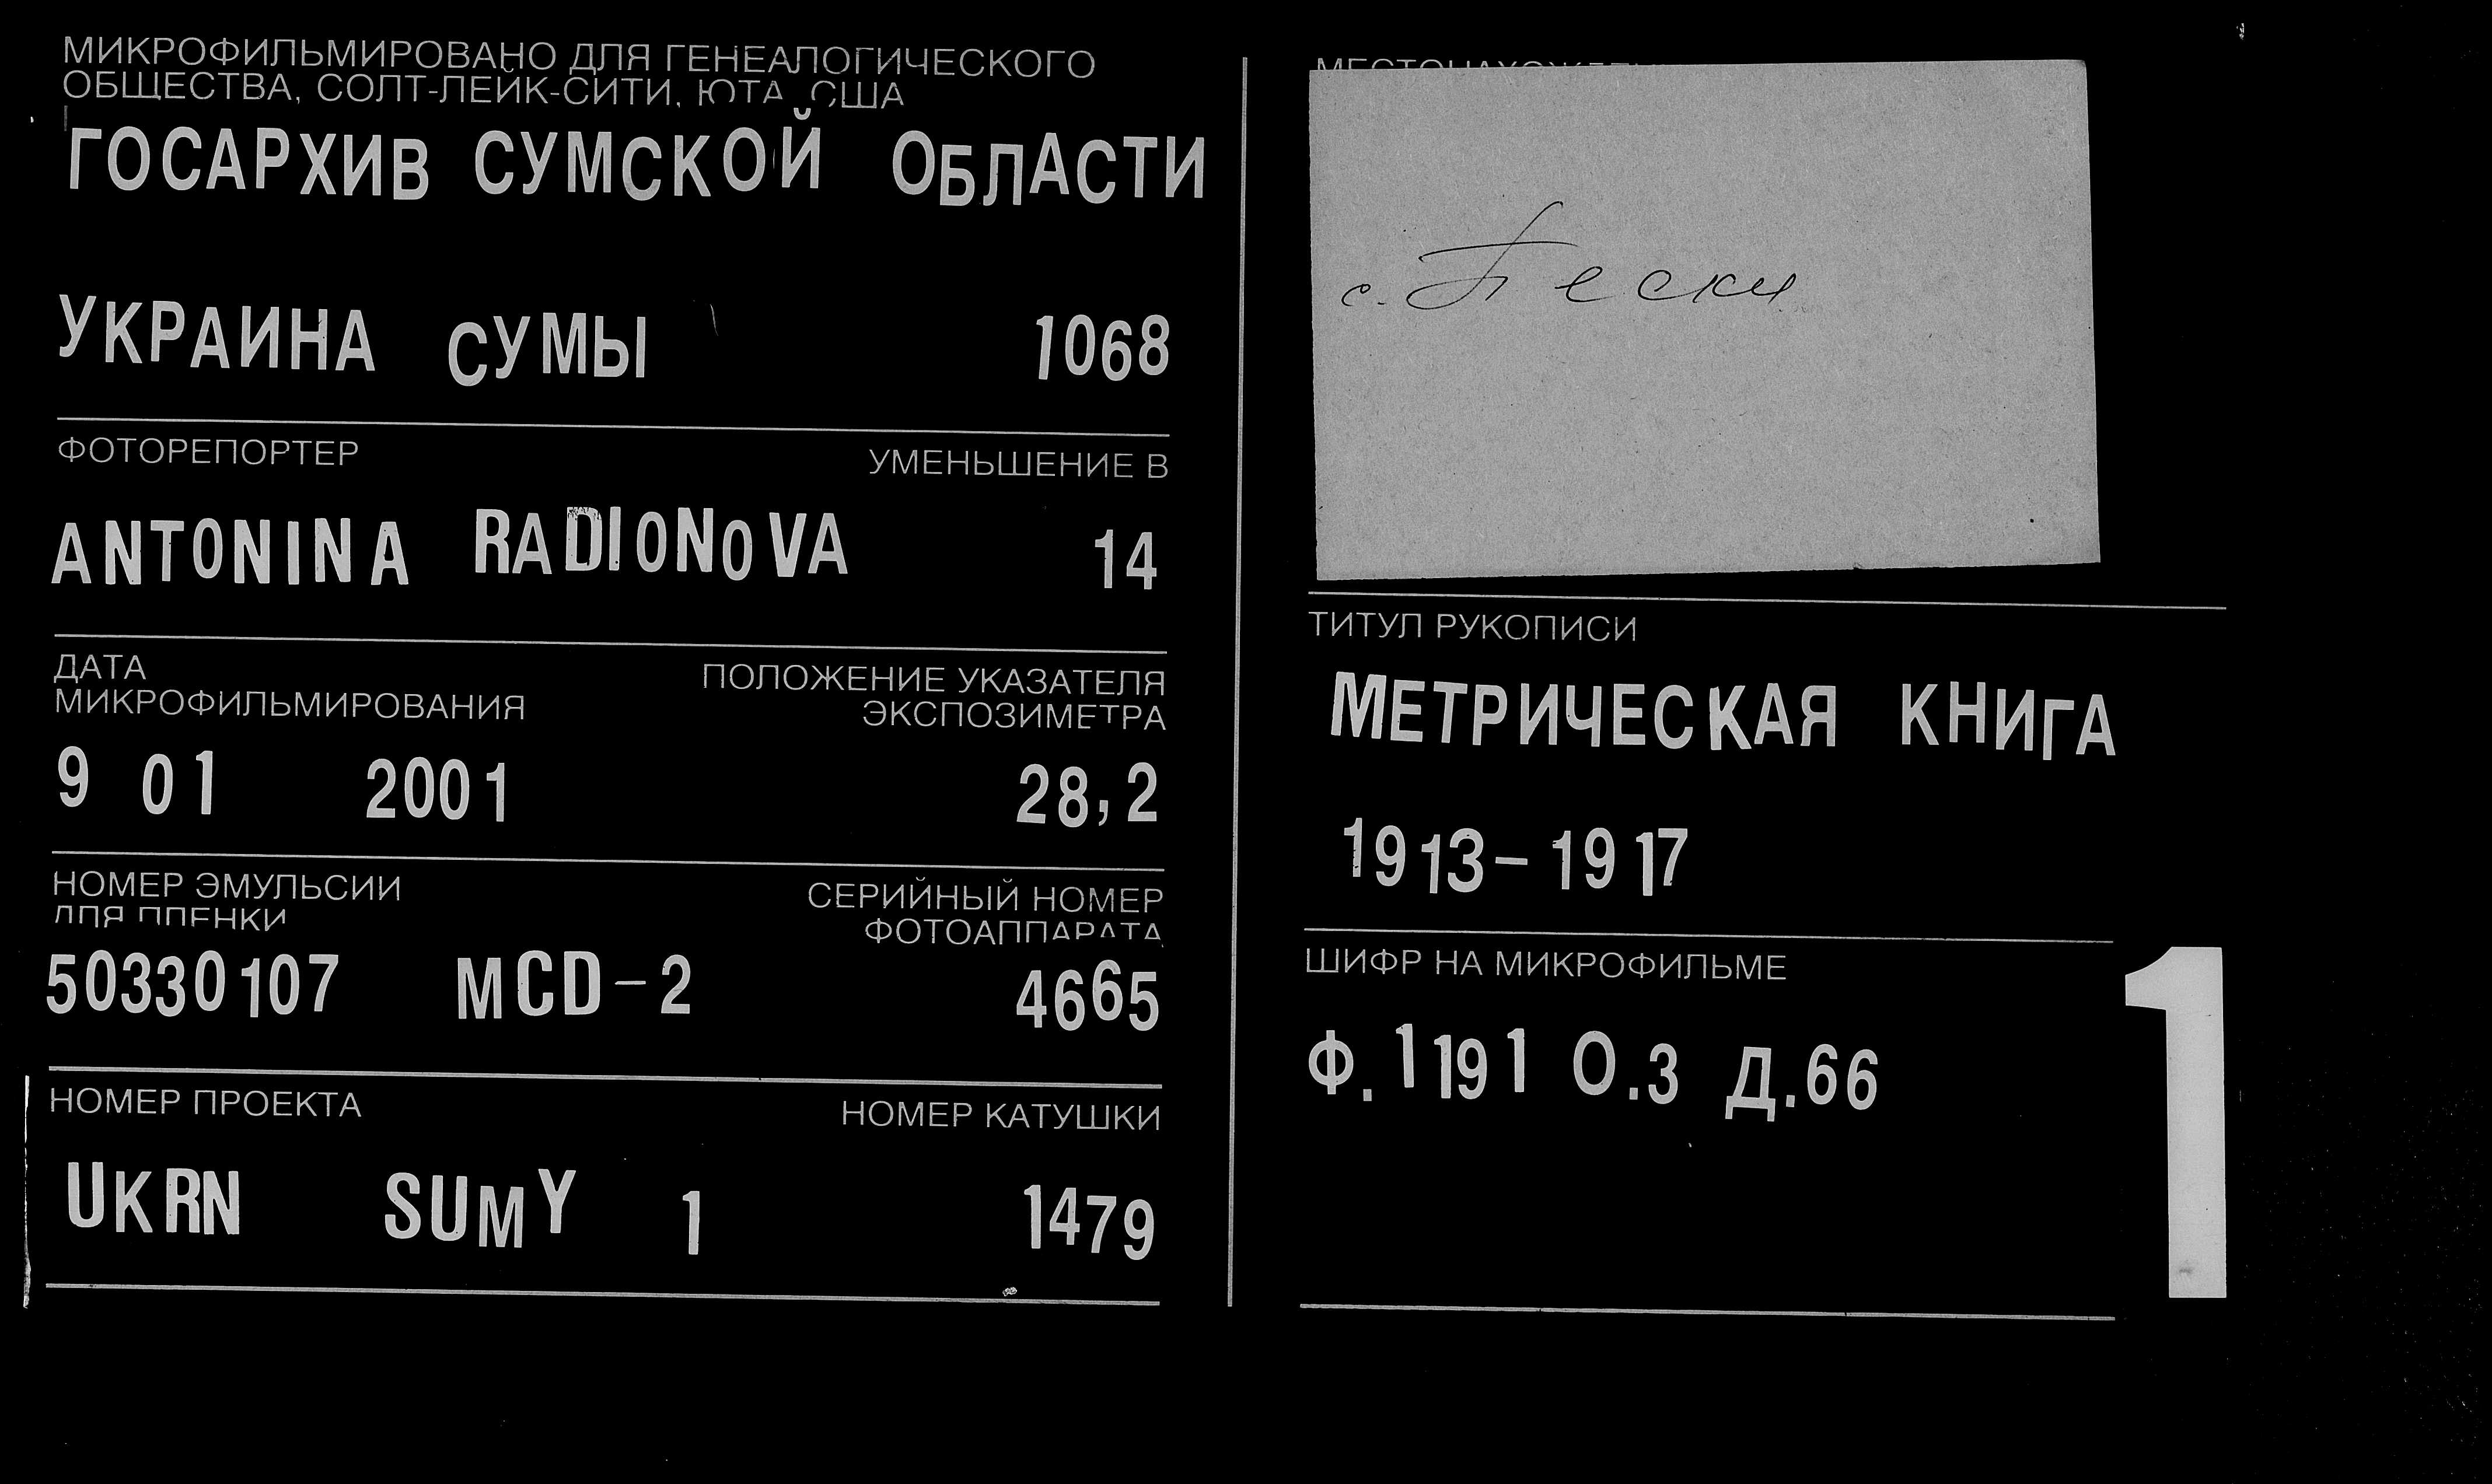 МИКРОФИЛЬМИРОВАНО ДЛЯ ГЕНЕАЛОГИЧЕСКОГО
ОБЩЕСТВА, СОЛТ-ЛЕЙК-СИТИ, ЮТА, США
ГОСАРХИВ СУМСКОЙ ОБЛАСТИ
УКРАИНА СУМЫ 1068
ФОТОРЕПОРТЕР УМЕНЬШЕНИЕ В
ANTONINA RADIONOVA 14
ДАТА
МИКРОФИЛЬМИРОВАНИЯ
ПОЛОЖЕНИЕ УКАЗАТЕЛЯ
ЭКСПОЗИМЕТРА
9 01 2001 28,2
НОМЕР ЭМУЛЬСИИ
ДЛЯ ПЛЕНКИ
СЕРИЙНЫЙ НОМЕР
ФОТОАППАРАТА
50330107 MCD-2 4665
НОМЕР ПРОЕКТА НОМЕР КАТУШКИ
UKRN SUMY 1 1479
с. Пески
ТИТУЛ РУКОПИСИ
МЕТРИЧЕСКАЯ КНИГА
1913-1917
ШИФР НА МИКРОФИЛЬМЕ
Ф. 1191 О.3 Д.66
1